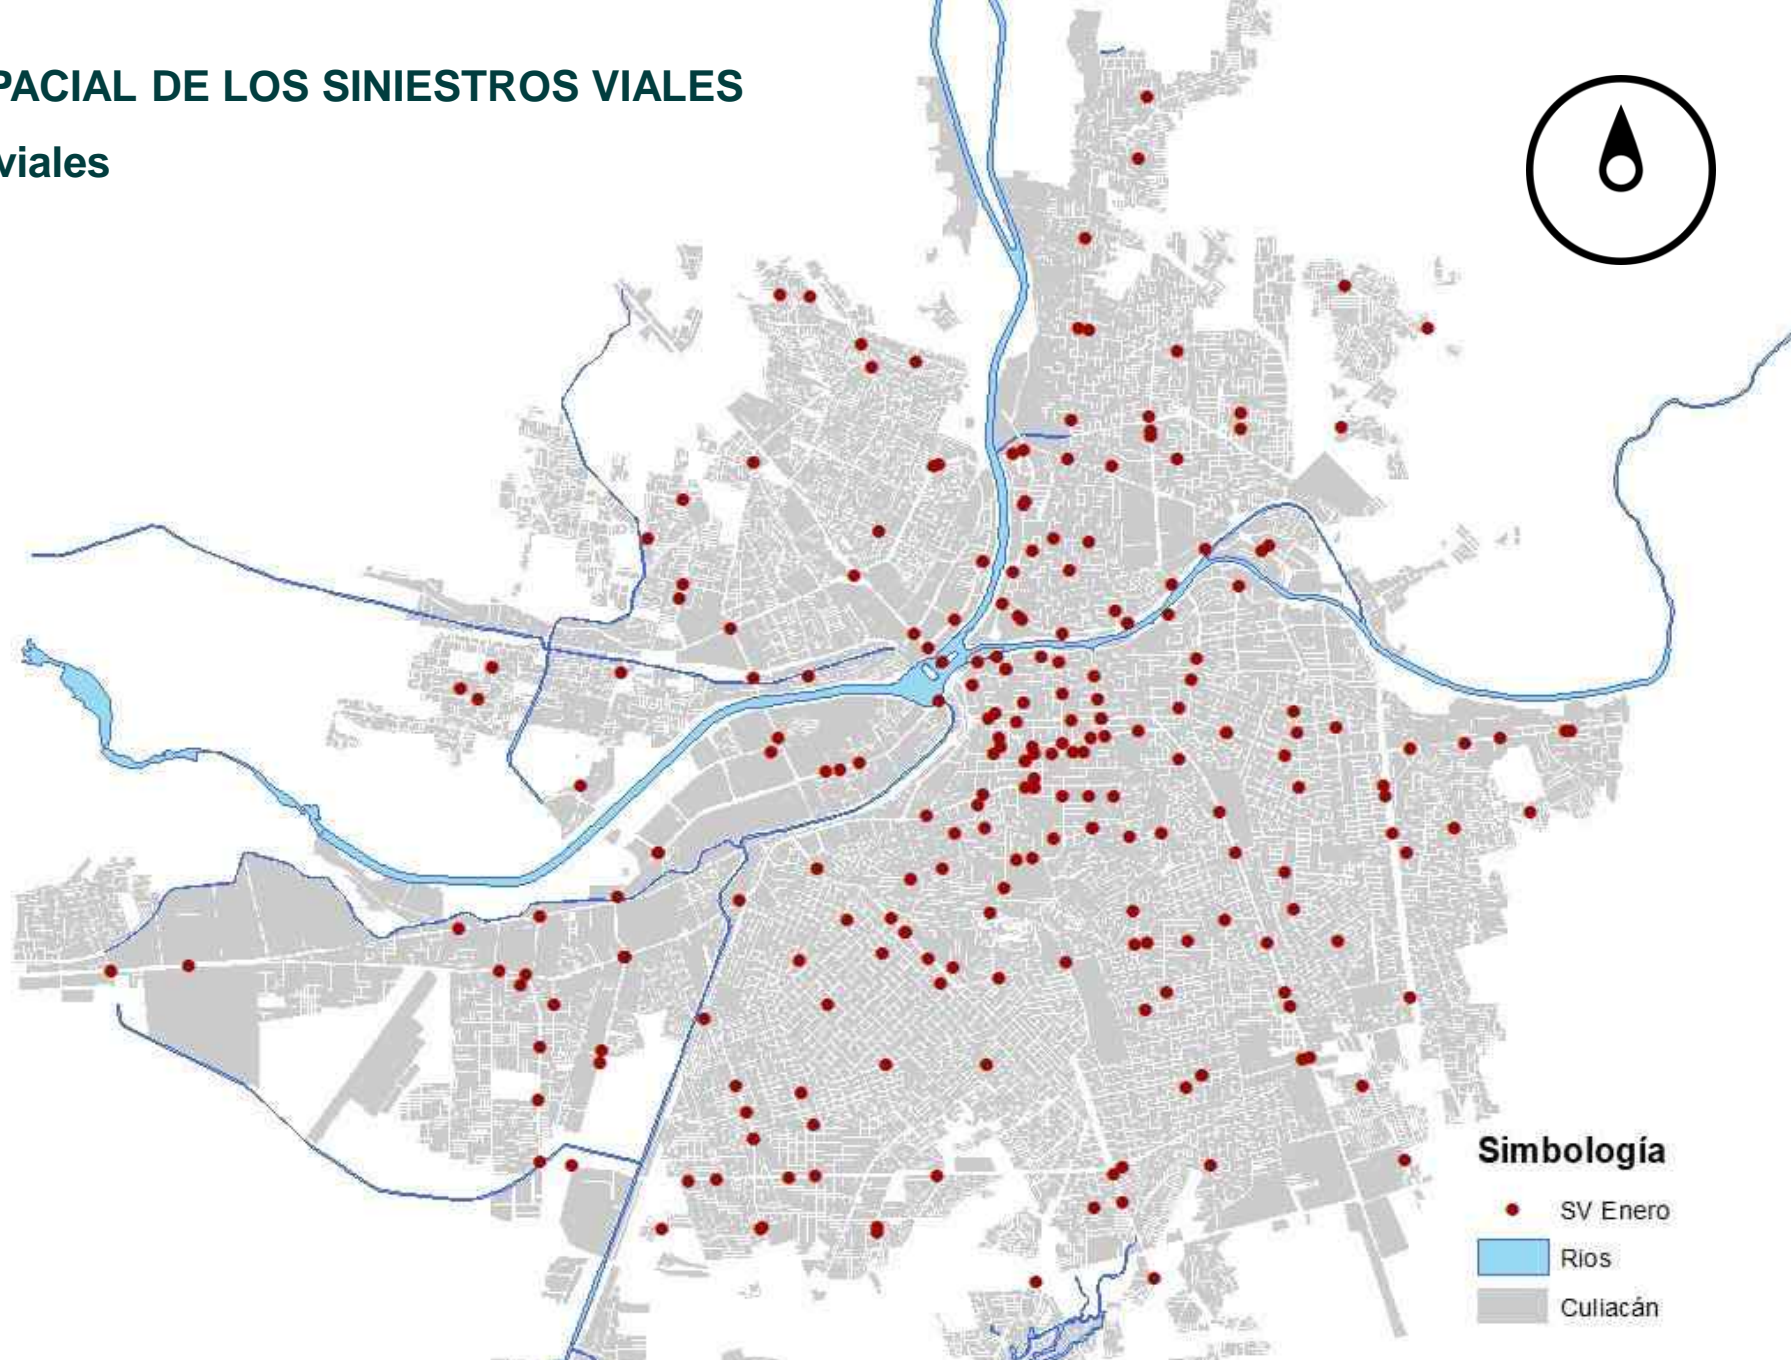 PACIAL DE LOS SINIESTROS VIALES
viales
Simbología
SV Enero
Rios
Culiacán